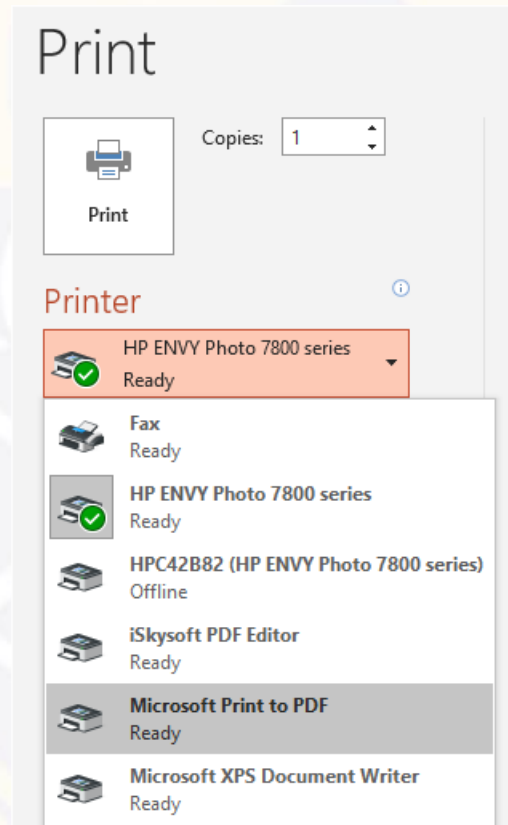 Print
Copies: 1
Print
Printer
HP ENVY Photo 7800 series
Ready
Fax
Ready
HP ENVY Photo 7800 series
Ready
HPC42B82 (HP ENVY Photo 7800 series)
Offline
iSkysoft PDF Editor
Ready
Microsoft Print to PDF
Ready
Microsoft XPS Document Writer
Ready